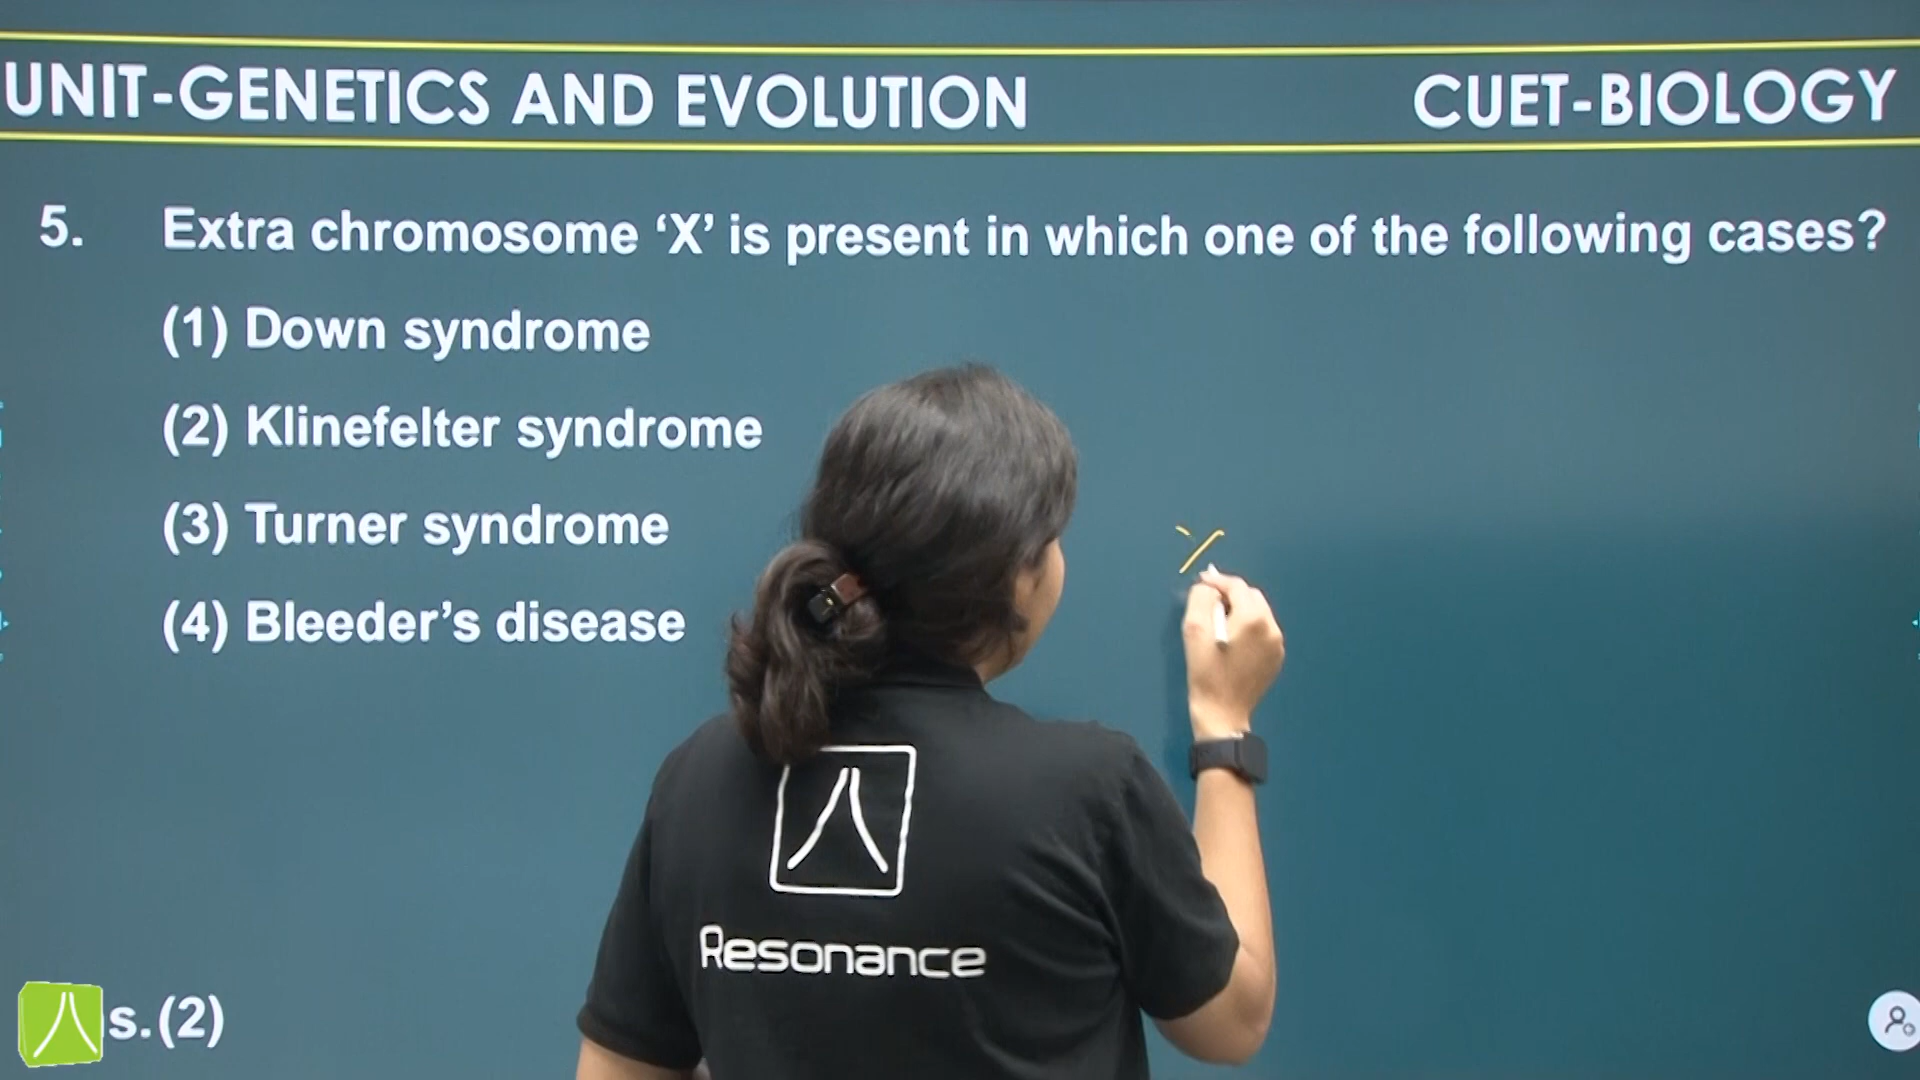 UNIT-GENETICS AND EVOLUTION CUET-BIOLOGY
5. Extra chromosome ‘X’ is present in which one of the following cases?
(1) Down syndrome
(2) Klinefelter syndrome
(3) Turner syndrome
(4) Bleeder’s disease
X
Resonance
s.(2)